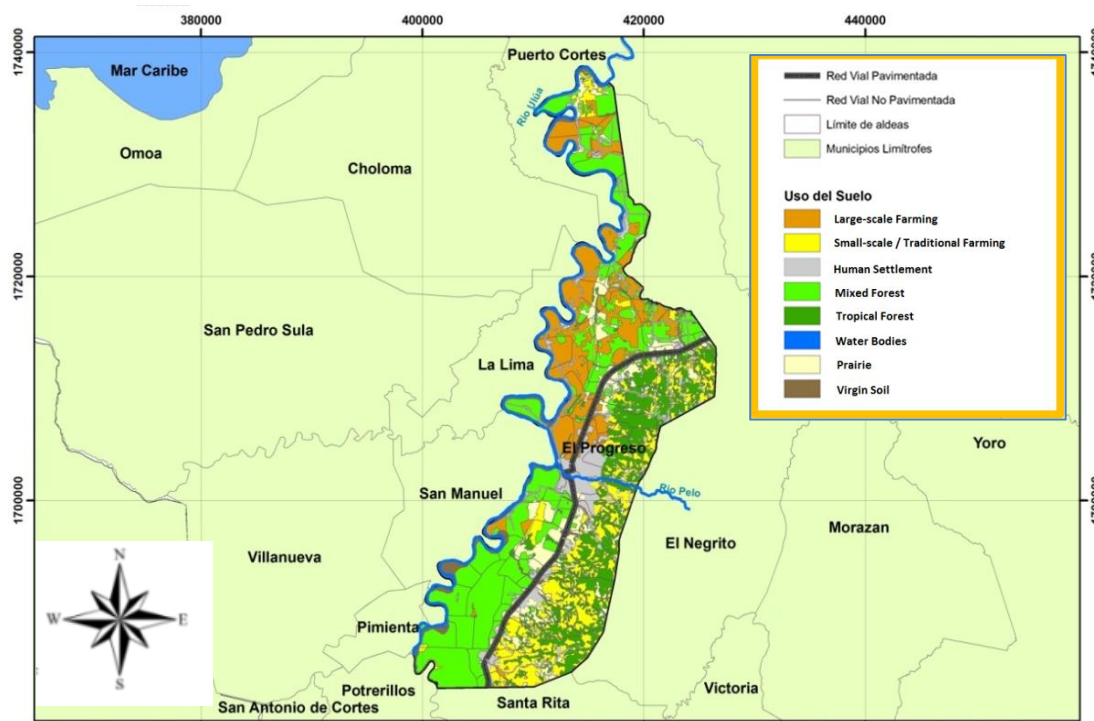 380000
400000
420000
440000
1740000
1740000
Puerto Cortes
Mar Caribe
Río Ulúa
Omoa
Choloma
1720000
San Pedro Sula
La Lima
El Progreso
Yoro
San Manuel
Río Pelo
1700000
Morazan
El Negrito
Villanueva
Pimienta
Potrerillos
Victoria
San Antonio de Cortes
Santa Rita
N
W
E
S
Red Vial Pavimentada
Red Vial No Pavimentada
Límite de aldeas
Municipios Limítrofes
Uso del Suelo
Large-scale Farming
Small-scale / Traditional Farming
Human Settlement
Mixed Forest
Tropical Forest
Water Bodies
Prairie
Virgin Soil